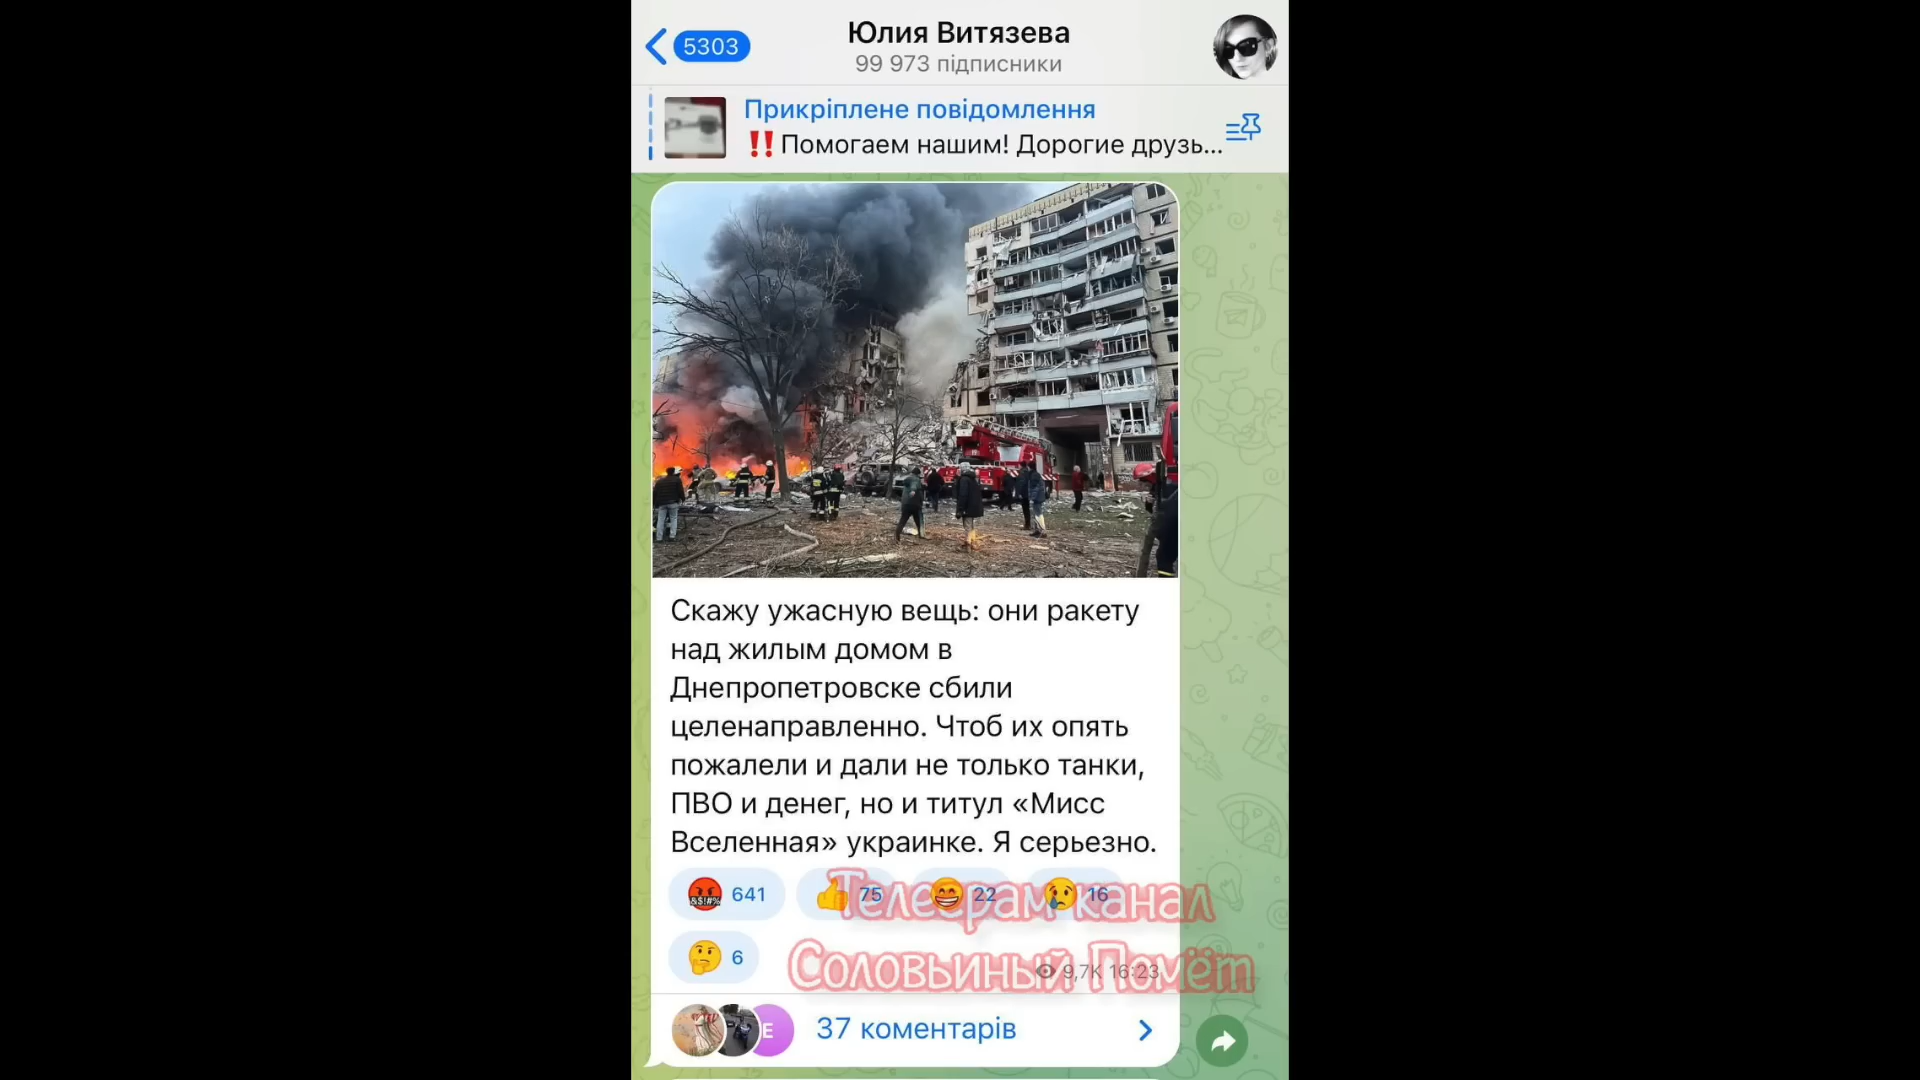 5303
Юлия Витязева
99 973 підписники
Прикріплене повідомлення
‼️Помогаем нашим! Дорогие друзь...
Скажу ужасную вещь: они ракету
над жилым домом в
Днепропетровске сбили
целенаправленно. Чтоб их опять
пожалели и дали не только танки,
ПВО и денег, но и титул «Мисс
Вселенная» украинке. Я серьезно.
&$!#%
641
75
22
16
Телеграм канал
6
Соловьиный Помёт
9,7K 16:23
E
37 коментарів